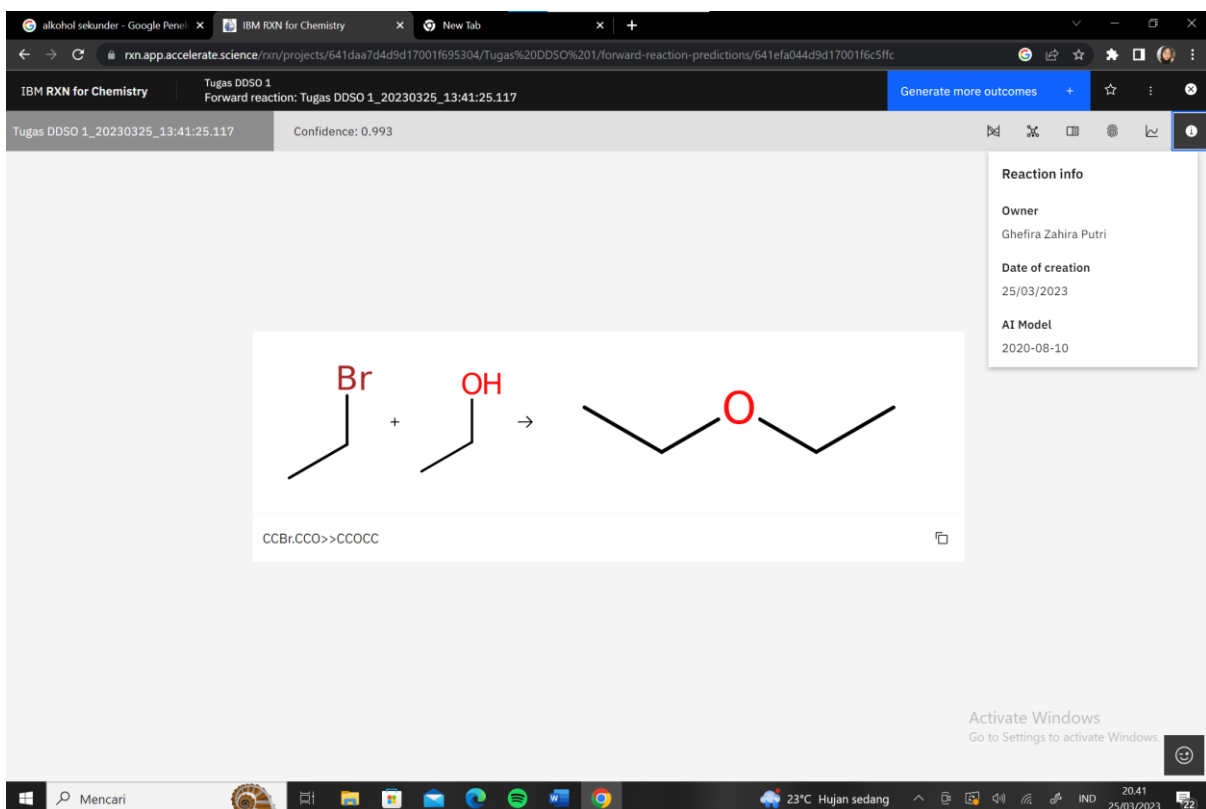 alkohol sekunder - Google Penel
IBM RXN for Chemistry
New Tab
rxn.app.accelerate.science/rxn/projects/641daa7d4d9d17001f695304/Tugas%20DDSO%201/forward-reaction-predictions/641efa044d9d17001f6c5ffc
IBM RXN for Chemistry
Tugas DDSO 1
Forward reaction: Tugas DDSO 1_20230325_13:41:25.117
Generate more outcomes +
Tugas DDSO 1_20230325_13:41:25.117
Confidence: 0.993
Reaction info
Owner
Ghefira Zahira Putri
Date of creation
25/03/2023
AI Model
2020-08-10
Br
+
OH
→
O
CCBr.CCO>>CCOCC
Activate Windows
Go to Settings to activate Windows.
Mencari
23°C Hujan sedang
IND
20.41
25/03/2023
22